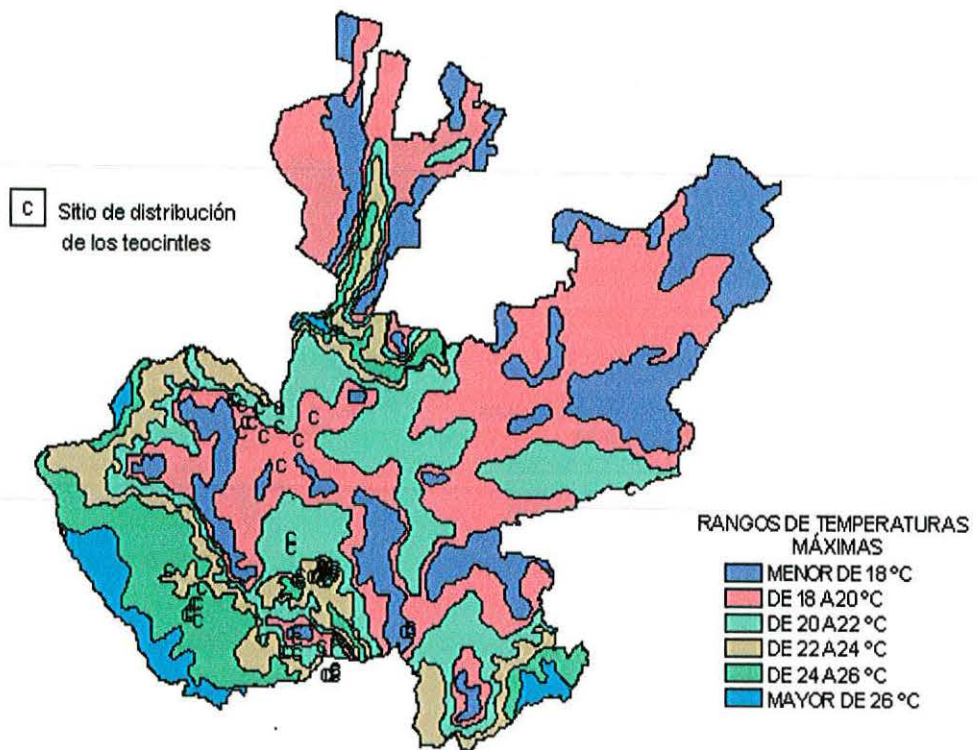 C Sitio de distribución
de los teocintles
RANGOS DE TEMPERATURAS
MÁXIMAS
MENOR DE 18 °C
DE 18 A 20 °C
DE 20 A 22 °C
DE 22 A 24 °C
DE 24 A 26 °C
MAYOR DE 26 °C